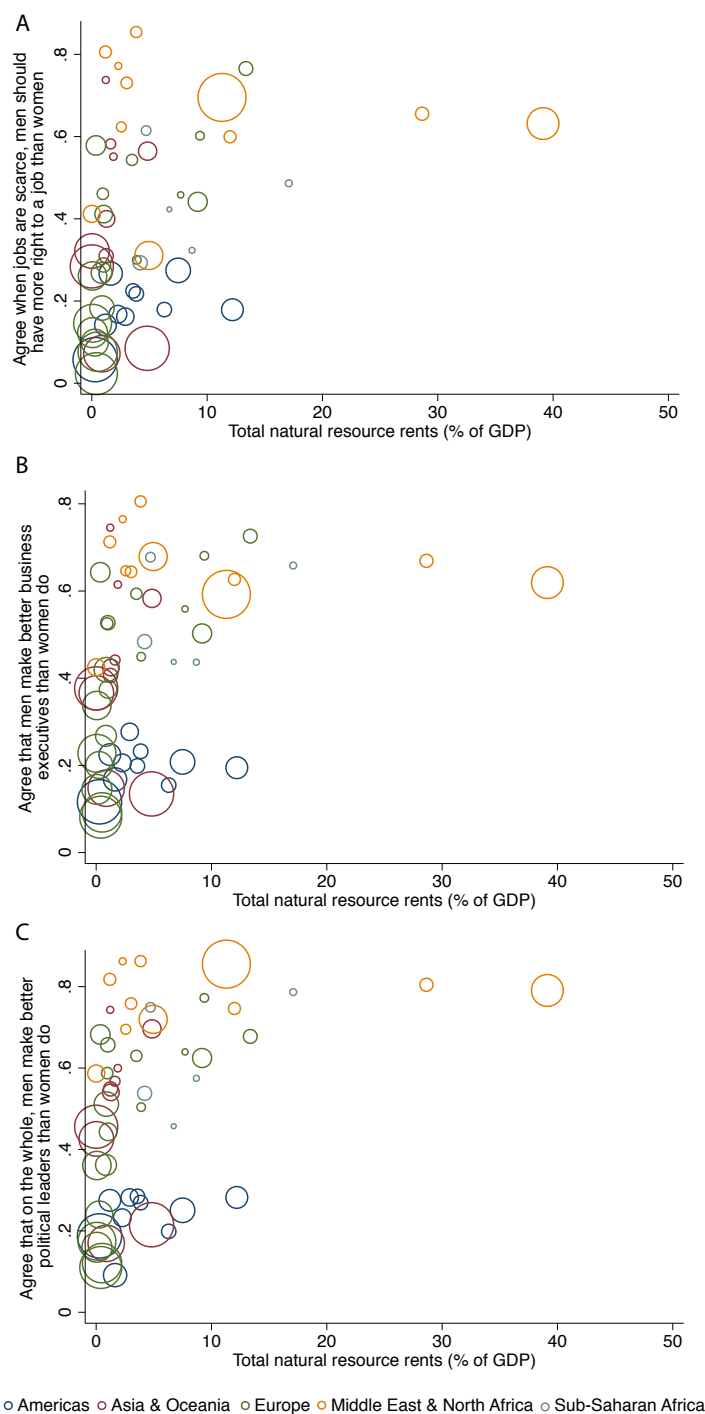 A
Agree when jobs are scarce, men should
have more right to a job than women
.8
.6
.4
.2
0
0 10 20 30 40 50
Total natural resource rents (% of GDP)
B
Agree that men make better business
executives than women do
.8
.6
.4
.2
0
0 10 20 30 40 50
Total natural resource rents (% of GDP)
C
Agree that on the whole, men make better
political leaders than women do
.8
.6
.4
.2
0
0 10 20 30 40 50
Total natural resource rents (% of GDP)
Americas Asia & Oceania Europe Middle East & North Africa Sub-Saharan Africa